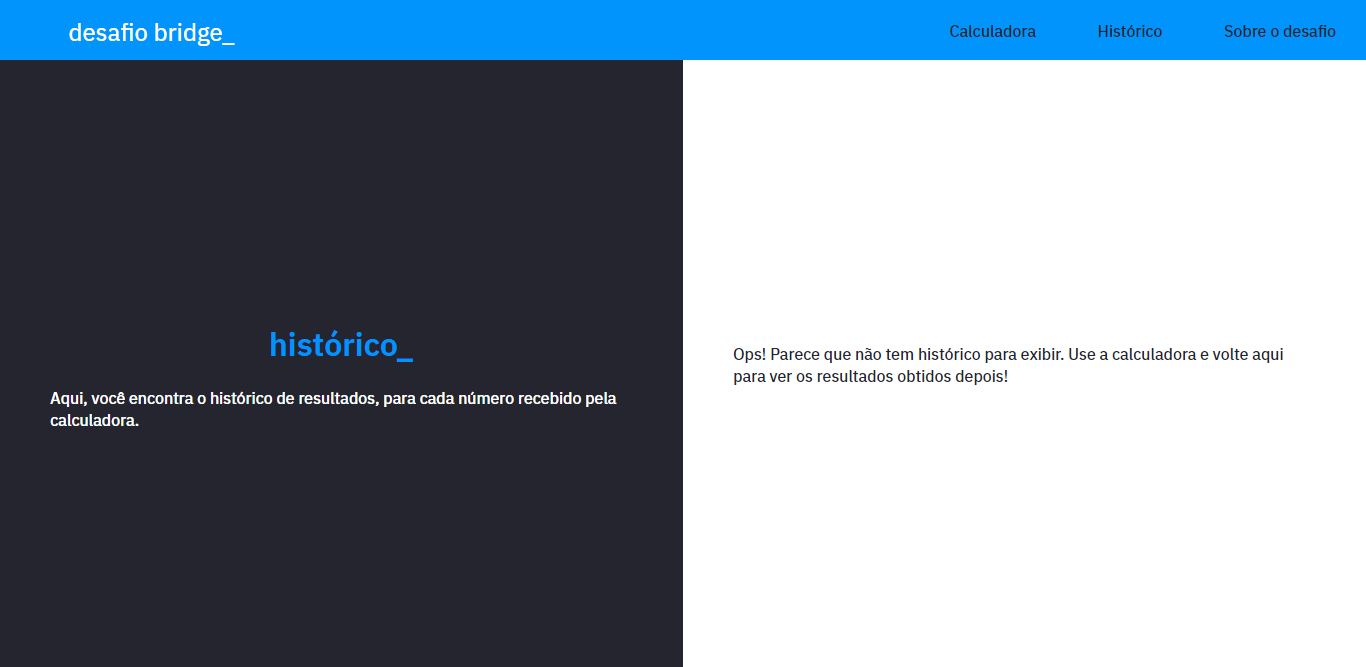 desafio bridge_
Calculadora
Histórico
Sobre o desafio
histórico_
Aqui, você encontra o histórico de resultados, para cada número recebido pela
calculadora.
Ops! Parece que não tem histórico para exibir. Use a calculadora e volte aqui
para ver os resultados obtidos depois!